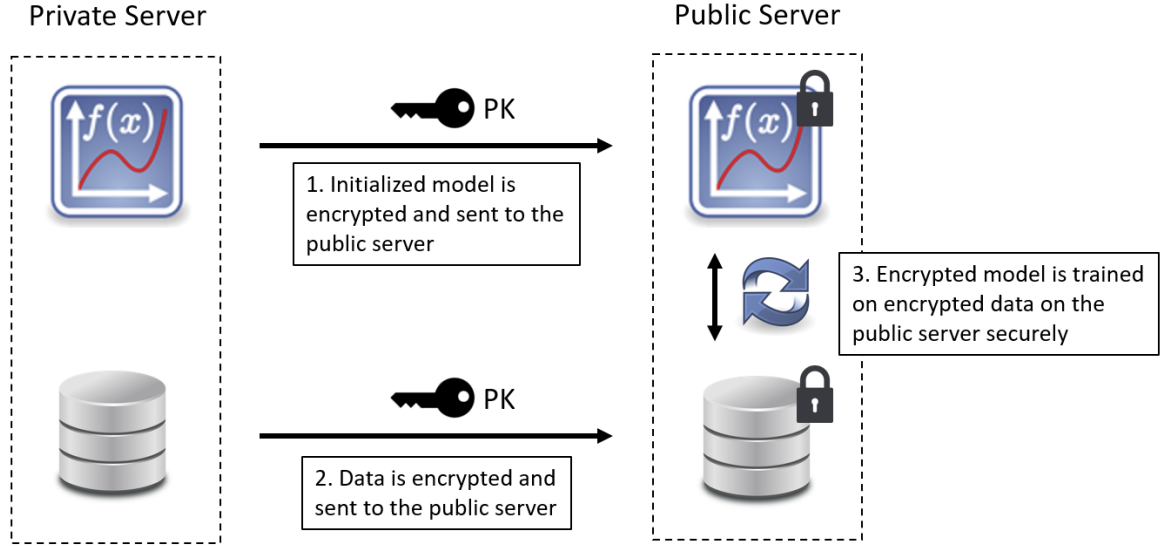 Private Server
Public Server
f(x)
PK
f(x)
1. Initialized model is
encrypted and sent to the
public server
3. Encrypted model is trained
on encrypted data on the
public server securely
PK
2. Data is encrypted and
sent to the public server